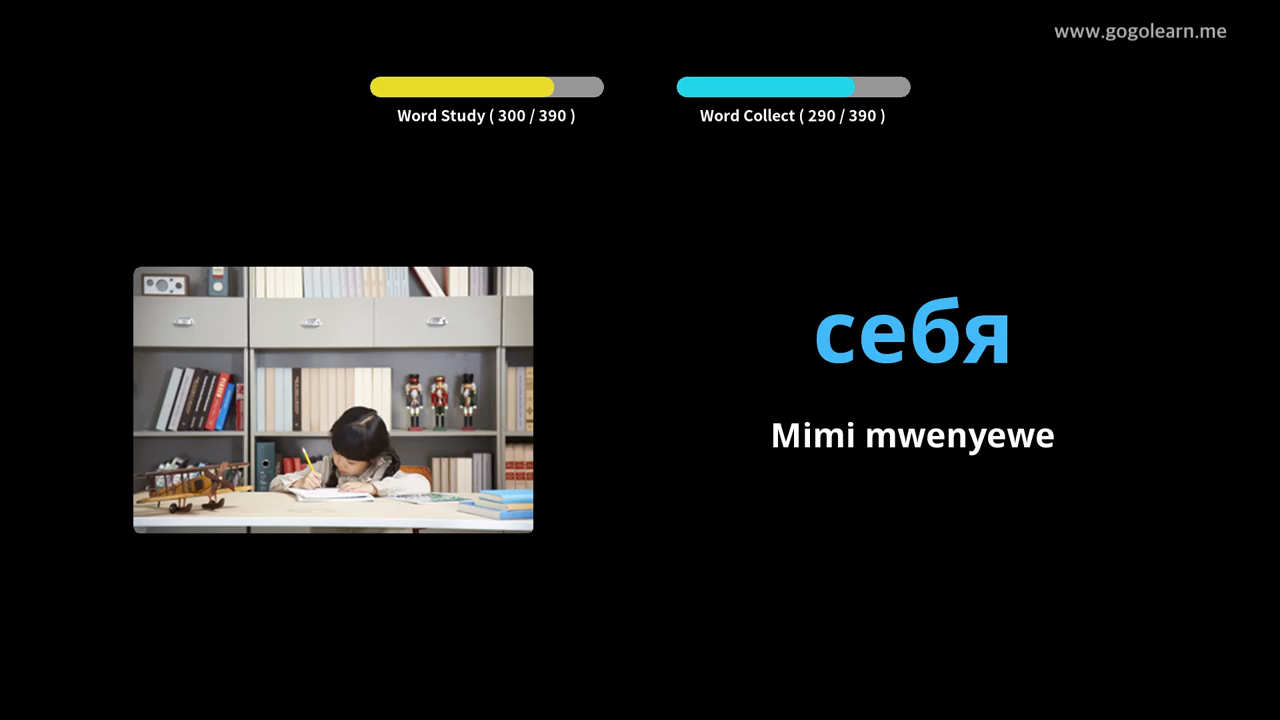 www.gogolearn.me
Word Study ( 300 / 390 )
Word Collect ( 290 / 390 )
себя
Mimi mwenyewe